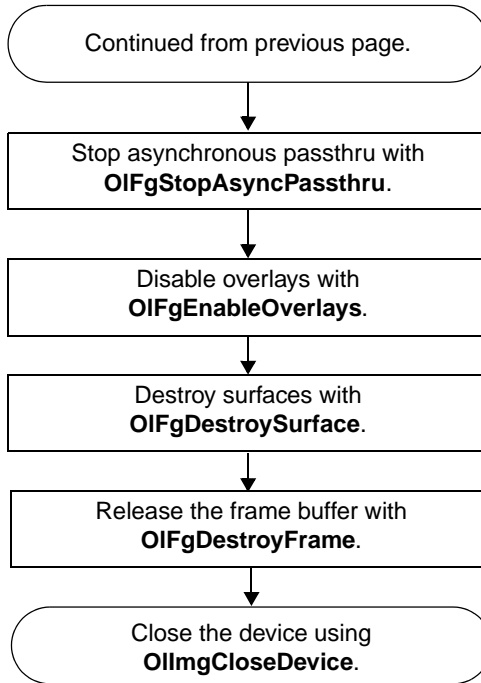 Continued from previous page.
Stop asynchronous passthru with
OlFgStopAsyncPassthru.
Disable overlays with
OlFgEnableOverlays.
Destroy surfaces with
OlFgDestroySurface.
Release the frame buffer with
OlFgDestroyFrame.
Close the device using
OlImgCloseDevice.